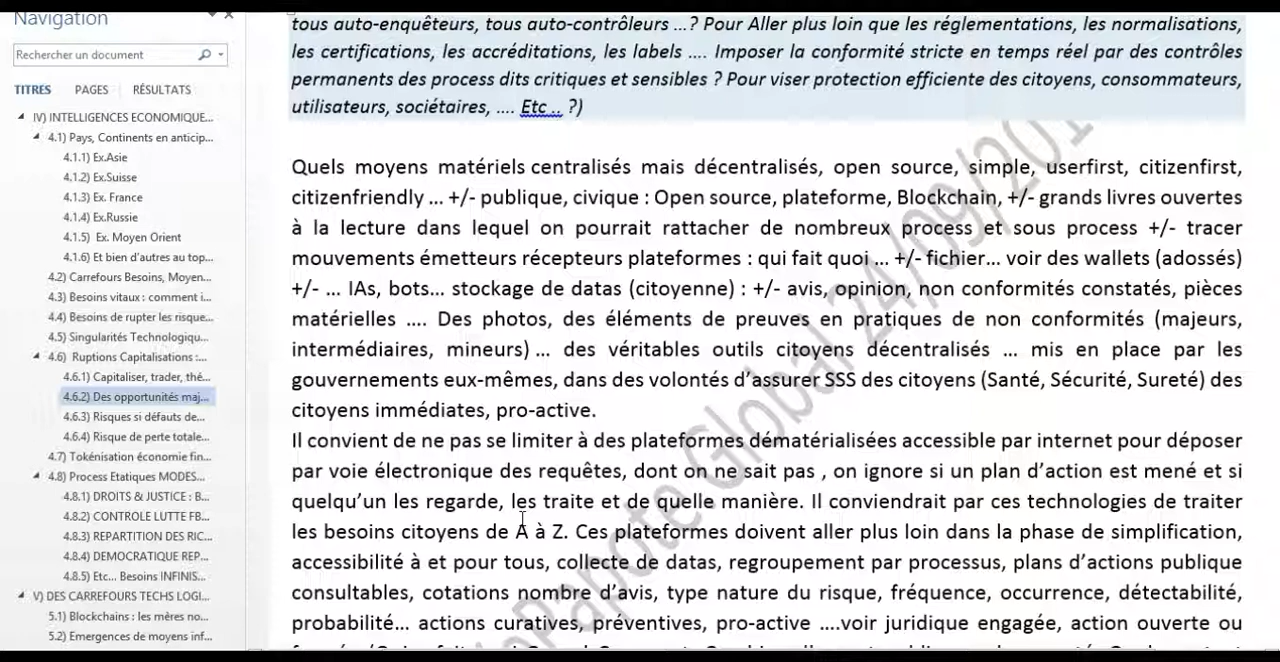 Navigation
Rechercher un document
TITRES PAGES RÉSULTATS
IV) INTELLIGENCES ECONOMIQUE...
4.1) Pays, Continents en anticip...
4.1.1) Ex.Asie
4.1.2) Ex.Suisse
4.1.3) Ex. France
4.1.4) Ex.Russie
4.1.5) Ex. Moyen Orient
4.1.6) Et bien d'autres au top...
4.2) Carrefours Besoins, Moyen...
4.3) Besoins vitaux : comment i...
4.4) Besoins de rupter les risque...
4.5) Singularités Technologiqu...
4.6) Ruptions Capitalisations :...
4.6.1) Capitaliser, trader, thé...
4.6.2) Des opportunités maj...
4.6.3) Risques si défauts de...
4.6.4) Risque de perte totale...
4.7) Tokénisation économie fin...
4.8) Process Etatiques MODES...
4.8.1) DROITS & JUSTICE : B...
4.8.2) CONTROLE LUTTE FB...
4.8.3) REPARTITION DES RIC...
4.8.4) DEMOCRATIQUE REP...
4.8.5) Etc... Besoins INFINIS...
V) DES CARREFOURS TECHS LOGI...
5.1) Blockchains : les mères no...
5.2) Emergences de moyens inf...
tous auto-enquêteurs, tous auto-contrôleurs ...? Pour Aller plus loin que les réglementations, les normalisations,
les certifications, les accréditations, les labels .... Imposer la conformité stricte en temps réel par des contrôles
permanents des process dits critiques et sensibles ? Pour viser protection efficiente des citoyens, consommateurs,
utilisateurs, sociétaires, .... Etc .. ?)
Quels moyens matériels centralisés mais décentralisés, open source, simple, userfirst, citizenfirst,
citizenfriendly ... +/- publique, civique : Open source, plateforme, Blockchain, +/- grands livres ouvertes
à la lecture dans lequel on pourrait rattacher de nombreux process et sous process +/- tracer
mouvements émetteurs récepteurs plateformes : qui fait quoi ... +/- fichier... voir des wallets (adossés)
+/- ... IAs, bots... stockage de datas (citoyenne) : +/- avis, opinion, non conformités constatés, pièces
matérielles .... Des photos, des éléments de preuves en pratiques de non conformités (majeurs,
intermédiaires, mineurs) ... des véritables outils citoyens décentralisés ... mis en place par les
gouvernements eux-mêmes, dans des volontés d'assurer SSS des citoyens (Santé, Sécurité, Sureté) des
citoyens immédiates, pro-active.
Il convient de ne pas se limiter à des plateformes dématérialisées accessible par internet pour déposer
par voie électronique des requêtes, dont on ne sait pas , on ignore si un plan d'action est mené et si
quelqu'un les regarde, les traite et de quelle manière. Il conviendrait par ces technologies de traiter
les besoins citoyens de A à Z. Ces plateformes doivent aller plus loin dans la phase de simplification,
accessibilité à et pour tous, collecte de datas, regroupement par processus, plans d'actions publique
consultables, cotations nombre d'avis, type nature du risque, fréquence, occurrence, détectabilité,
probabilité... actions curatives, préventives, pro-active ....voir juridique engagée, action ouverte ou